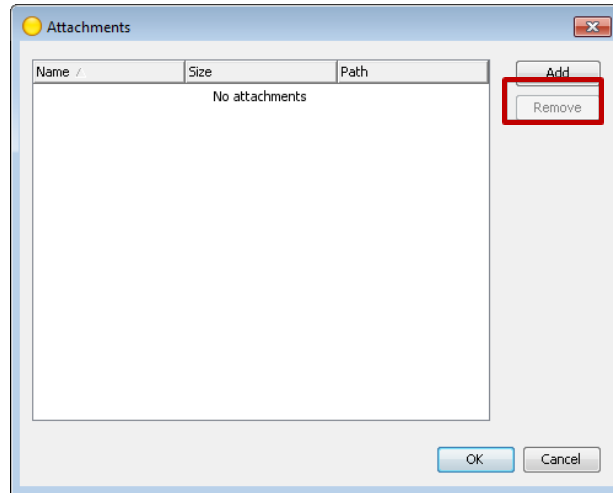 Attachments
Name Size Path
No attachments
Add
Remove
OK Cancel